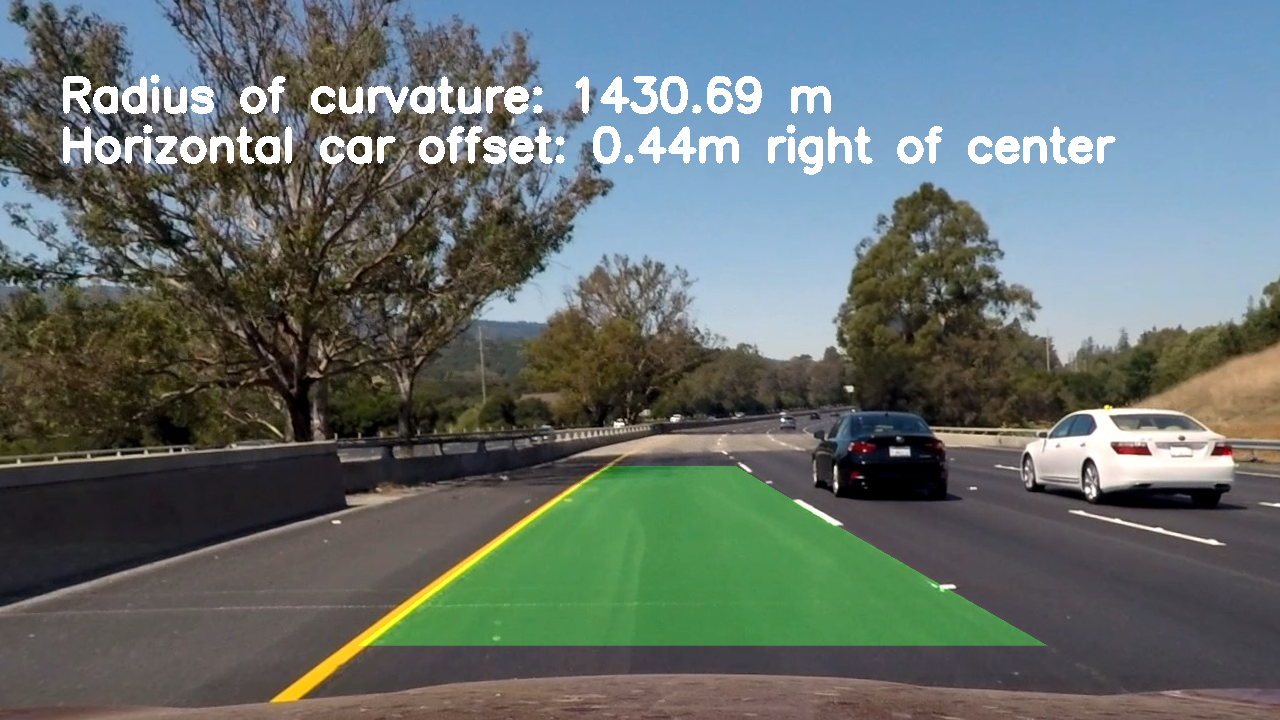 Radius of curvature: 1430.69 m
Horizontal car offset: 0.44m right of center